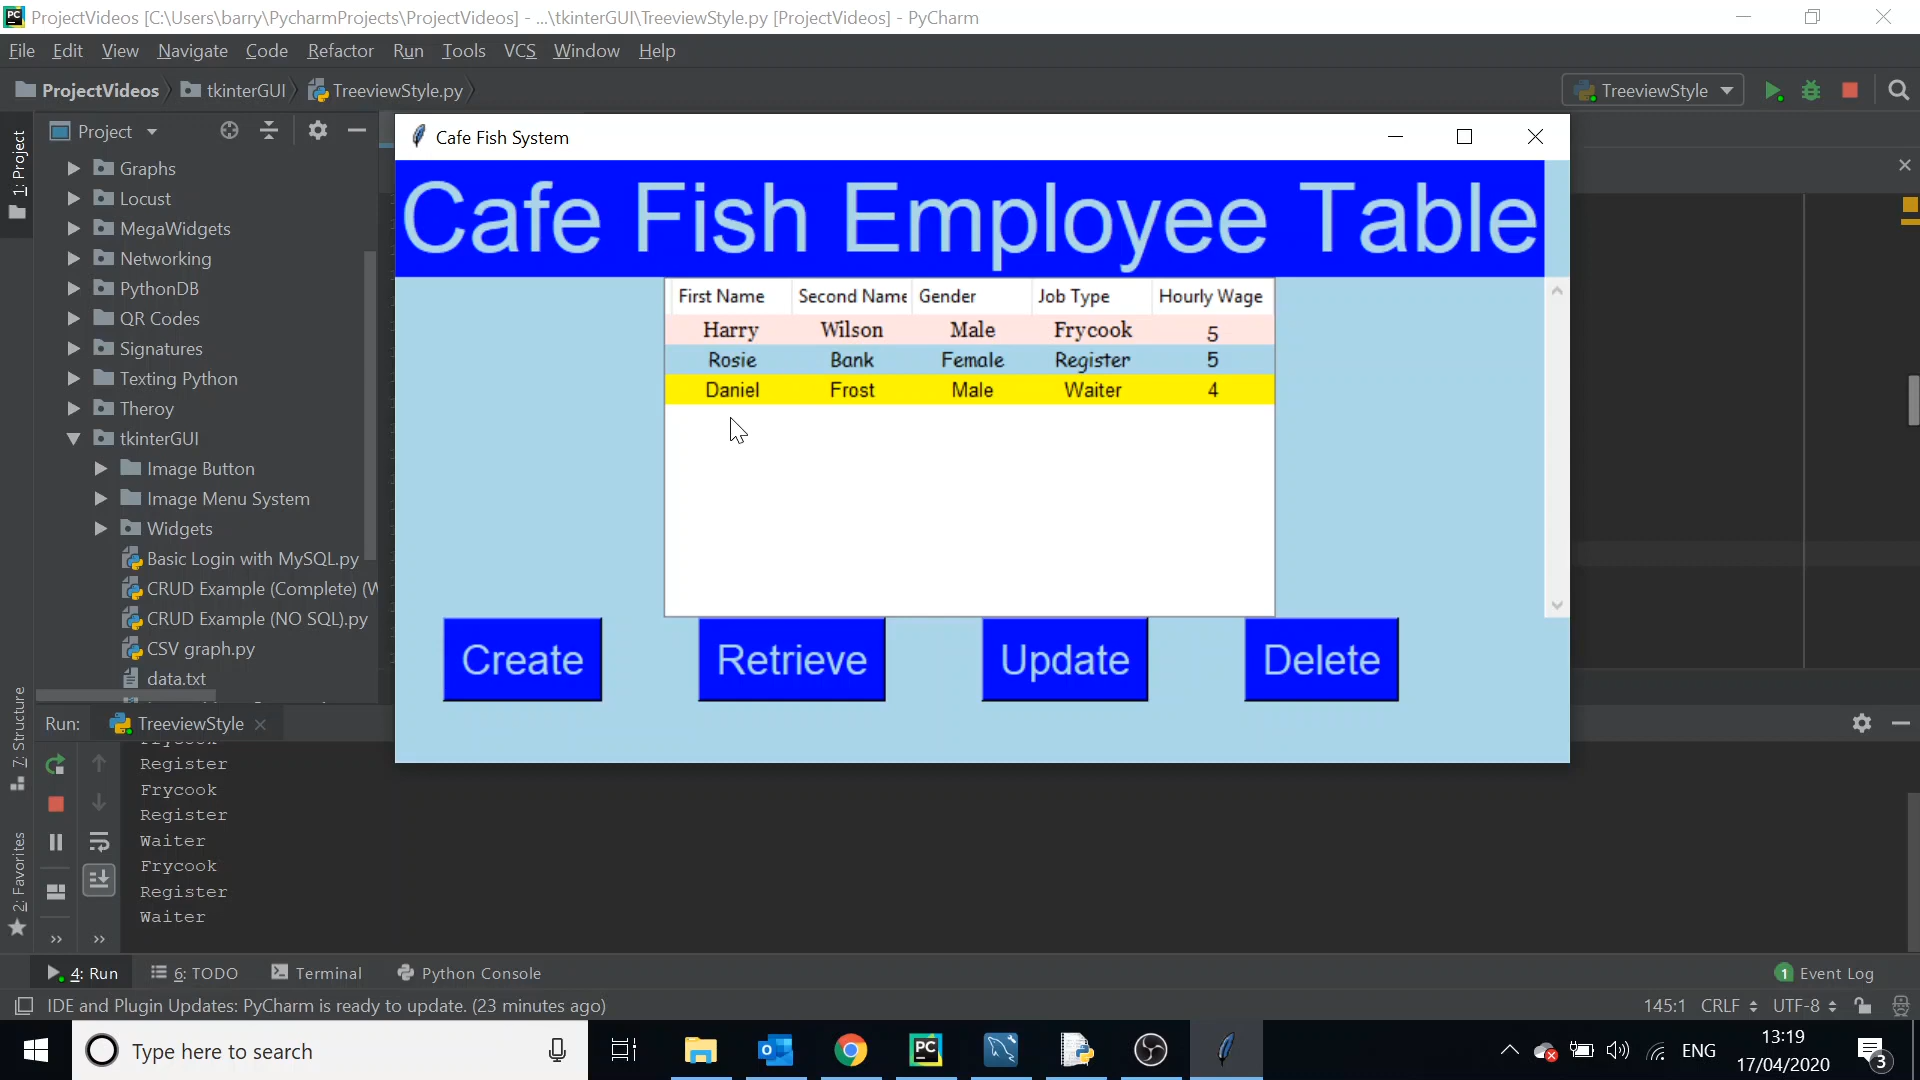 ProjectVideos [C:\Users\barry\PycharmProjects\ProjectVideos] - ...\tkinterGUI\TreeviewStyle.py [ProjectVideos] - PyCharm
File Edit View Navigate Code Refactor Run Tools VCS Window Help
ProjectVideos tkinterGUI TreeviewStyle.py
TreeviewStyle
1: Project
Project
Graphs
Locust
MegaWidgets
Networking
PythonDB
QR Codes
Signatures
Texting Python
Theroy
tkinterGUI
Image Button
Image Menu System
Widgets
Basic Login with MySQL.py
CRUD Example (Complete) (W
CRUD Example (NO SQL).py
CSV graph.py
data.txt
Cafe Fish System
Cafe Fish Employee Table
First Name Second Name Gender Job Type Hourly Wage
Harry Wilson Male Frycook 5
Rosie Bank Female Register 5
Daniel Frost Male Waiter 4
Create Retrieve Update Delete
7: Structure
2: Favorites
Run: TreeviewStyle
Frycook
Register
Frycook
Register
Waiter
Frycook
Register
Waiter
4: Run 6: TODO Terminal Python Console
1 Event Log
IDE and Plugin Updates: PyCharm is ready to update. (23 minutes ago)
145:1 CRLF UTF-8
Type here to search
ENG
13:19
17/04/2020
3